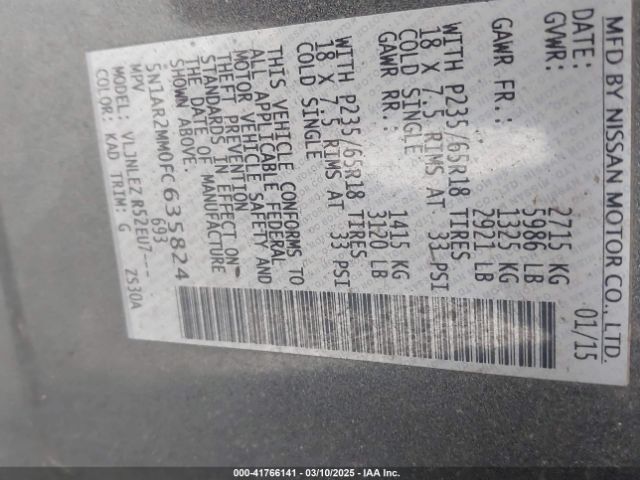 MFD BY NISSAN MOTOR CO., LTD.
DATE: 01/15
GVWR: 2715 KG
5986 LB
GAWR FR: 1325 KG
2921 LB
WITH P235/65R18 TIRES
18 X 7.5 RIMS AT 33 PSI
COLD SINGLE
GAWR RR: 1415 KG
3120 LB
WITH P235/65R18 TIRES
18 X 7.5 RIMS AT 33 PSI
COLD SINGLE
THIS VEHICLE CONFORMS TO
ALL APPLICABLE FEDERAL
MOTOR VEHICLE SAFETY AND
THEFT PREVENTION
STANDARDS IN EFFECT ON
THE DATE OF MANUFACTURE
SHOWN ABOVE.
5N1AR2MM0FC635824
MPV 693
MODEL: VLJNLEZ R52EU7---
COLOR: KAD TRIM: G ZS30A
000-41766141 / 03/10/2025 - IAA Inc.